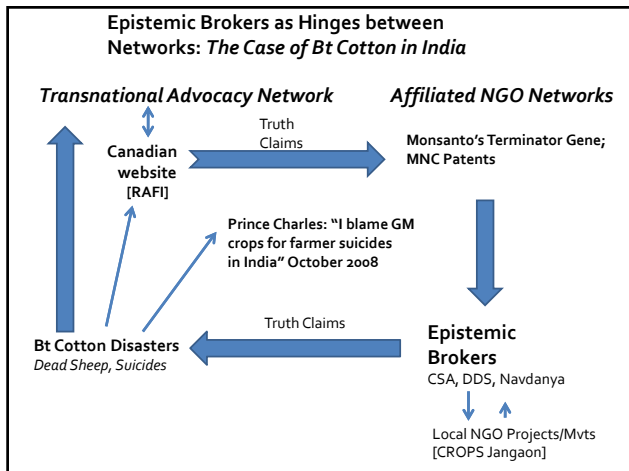 Epistemic Brokers as Hinges between
Networks: The Case of Bt Cotton in India
Transnational Advocacy Network
Affiliated NGO Networks
Truth
Claims
Canadian
website
[RAFI]
Monsanto's Terminator Gene;
MNC Patents
Prince Charles: "I blame GM
crops for farmer suicides
in India" October 2008
Truth Claims
Bt Cotton Disasters
Dead Sheep, Suicides
Epistemic
Brokers
CSA, DDS, Navdanya
Local NGO Projects/Mvts
[CROPS Jangaon]